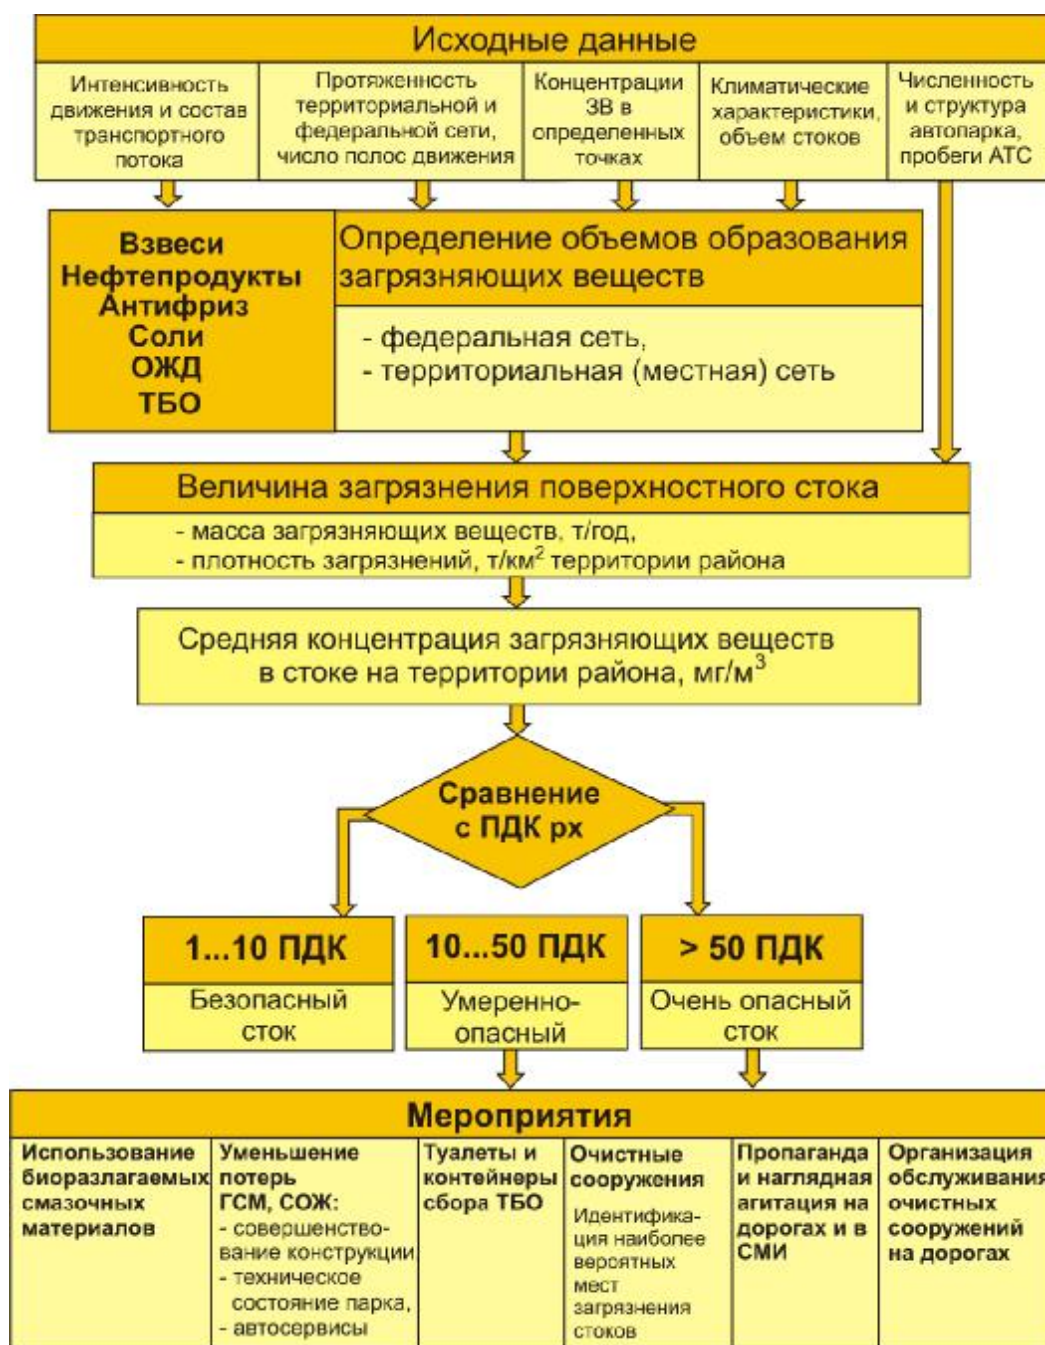 Исходные данные
Интенсивность
движения и состав
транспортного
потока
Протяженность
территориальной и
федеральной сети,
число полос движения
Концентрации
ЗВ в
определенных
точках
Климатические
характеристики,
объем стоков
Численность
и структура
автопарка,
пробеги АТС
Взвеси
Нефтепродукты
Антифриз
Соли
ОЖД
ТБО
Определение объемов образования
загрязняющих веществ
- федеральная сеть,
- территориальная (местная) сеть
Величина загрязнения поверхностного стока
- масса загрязняющих веществ, т/год,
- плотность загрязнений, т/км² территории района
Средняя концентрация загрязняющих веществ
в стоке на территории района, мг/м³
Сравнение
с ПДК рх
1...10 ПДК
Безопасный
сток
10...50 ПДК
Умеренно-
опасный
> 50 ПДК
Очень опасный
сток
Мероприятия
Использование
биоразлагаемых
смазочных
материалов
Уменьшение
потерь
ГСМ, СОЖ:
- совершенство-
вание конструкции
- техническое
состояние парка,
- автосервисы
Туалеты и
контейнеры
сбора ТБО
Очистные
сооружения
Идентифика-
ция наиболее
вероятных
мест
загрязнения
стоков
Пропаганда
и наглядная
агитация на
дорогах и в
СМИ
Организация
обслуживания
очистных
сооружений
на дорогах